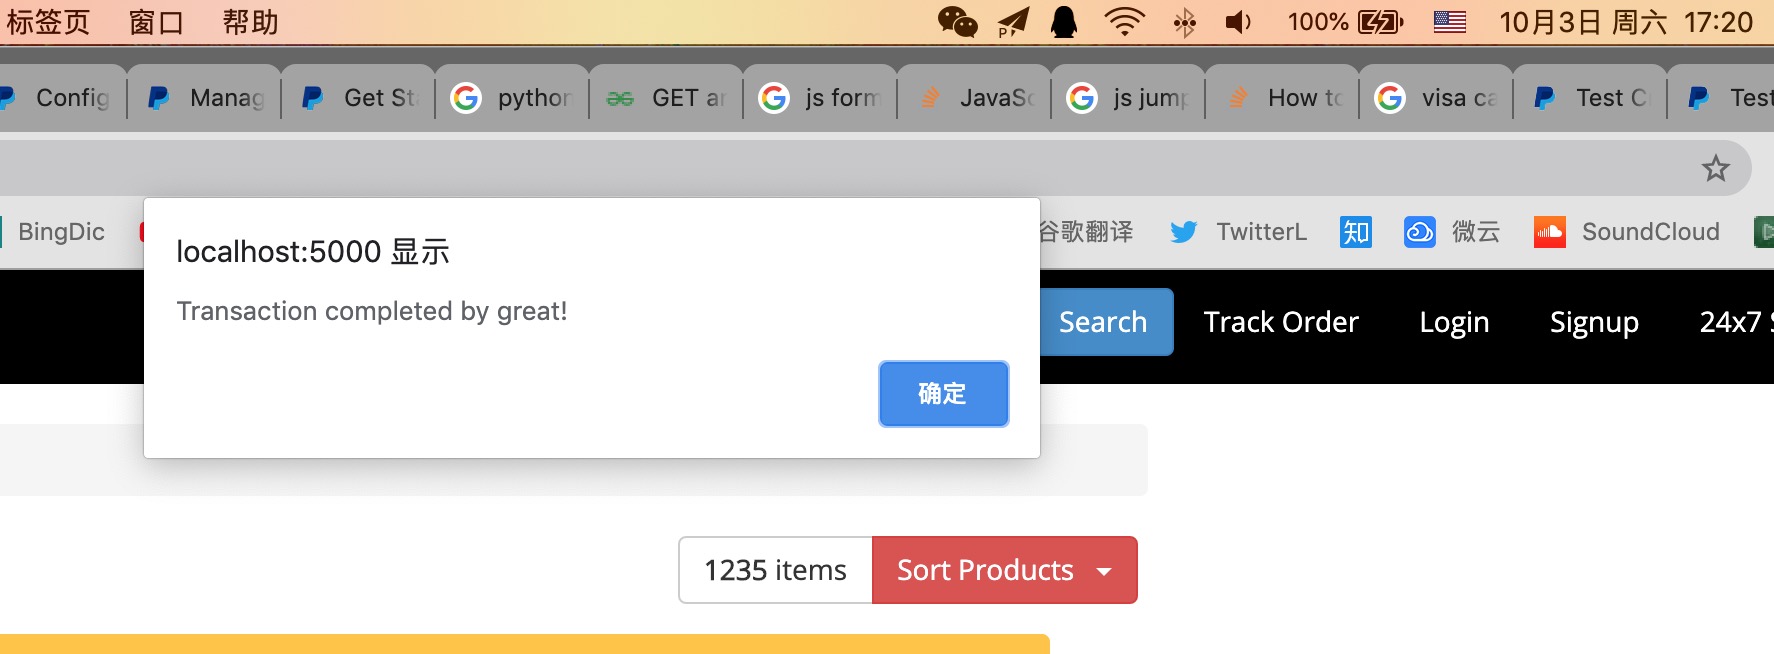 标签页 窗口 帮助 100% 10月3日 周六 17:20
Config Manag Get St python GET ar js form JavaSc js jump How to visa ca Test C Test
BingDic 谷歌翻译 TwitterL 知 微云 SoundCloud
localhost:5000 显示
Transaction completed by great!
确定
Search Track Order Login Signup 24x7
1235 items Sort Products